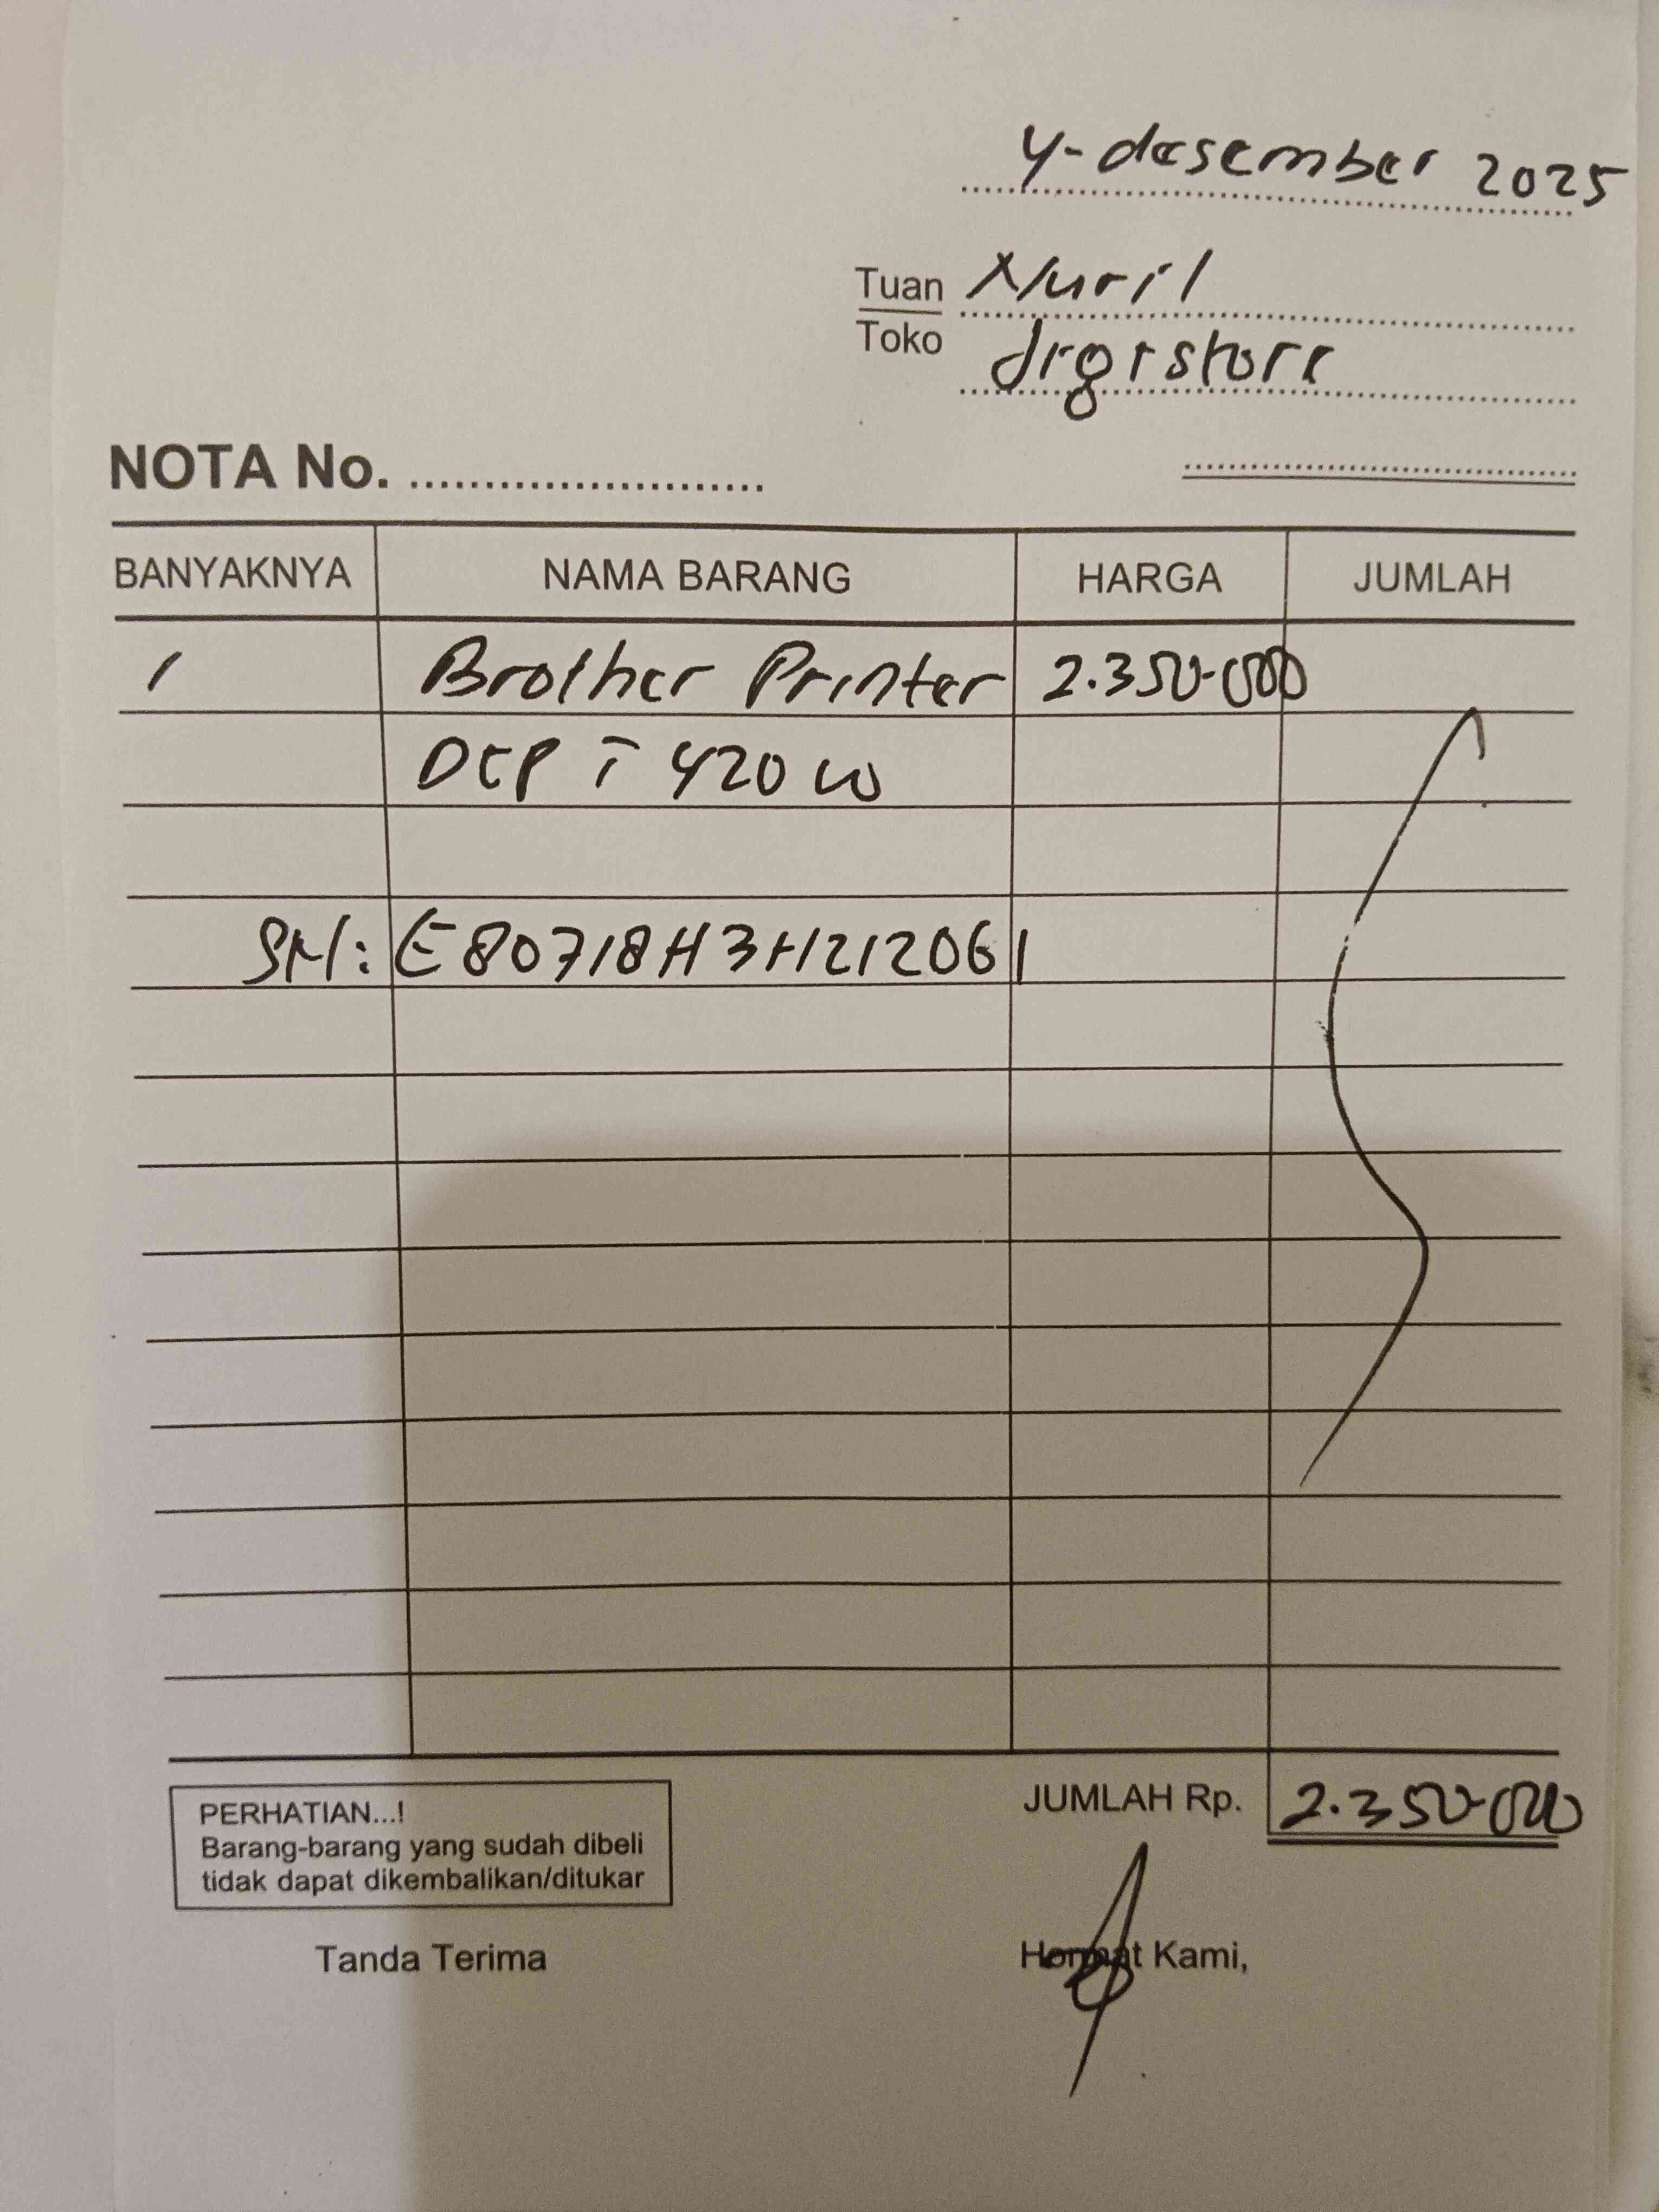 4-desember 2025
Tuan Nuril
Toko
NOTA No. ........................
BANYAKNYA NAMA BARANG HARGA JUMLAH
1 Brother Printer 2.350.000
DCP T 420 W
SN: E80718H3H212061
JUMLAH Rp. 2.350.000
PERHATIAN...!
Barang-barang yang sudah dibeli
tidak dapat dikembalikan/ditukar
Tanda Terima
Hormat Kami,